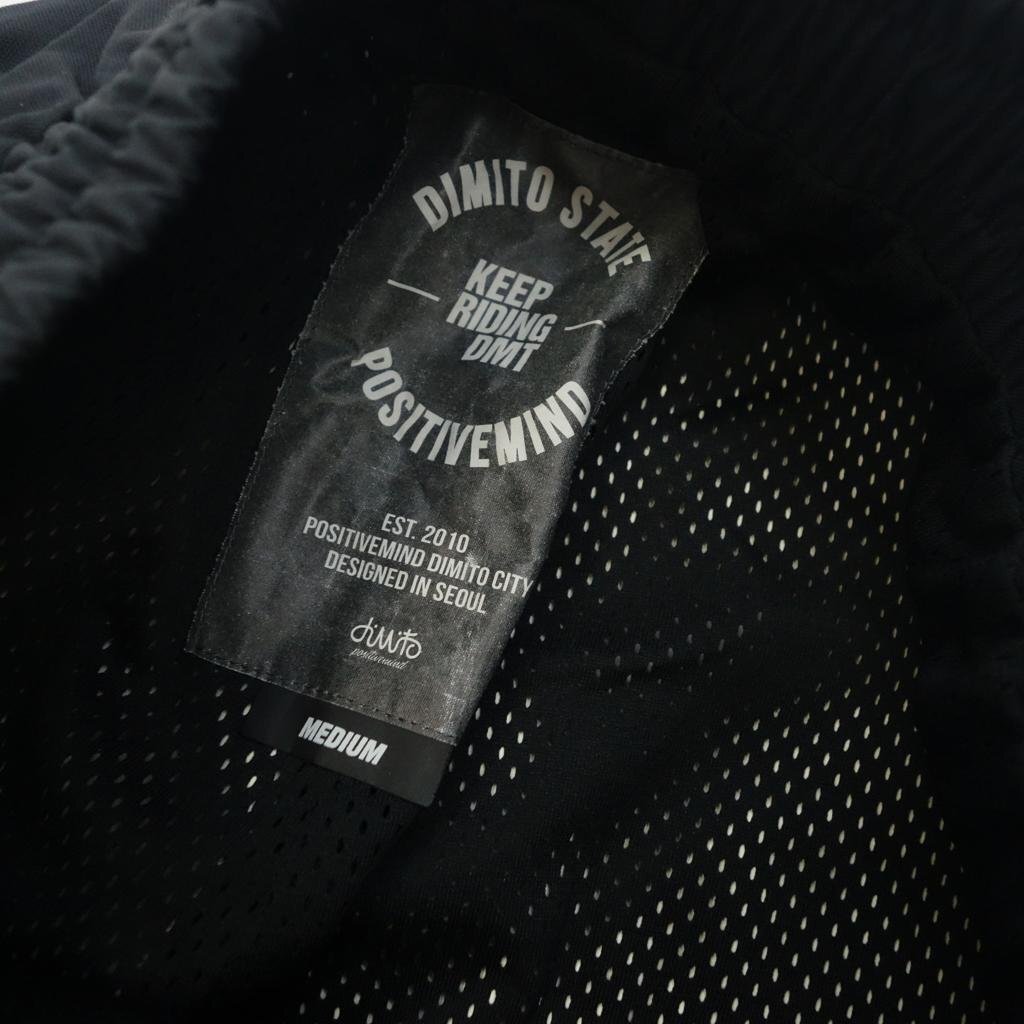 DIMITO STATE
KEEP
RIDING
DMT
POSITIVEMIND
EST. 2010
POSITIVEMIND DIMITO CITY
DESIGNED IN SEOUL
dimito
positivemind
MEDIUM